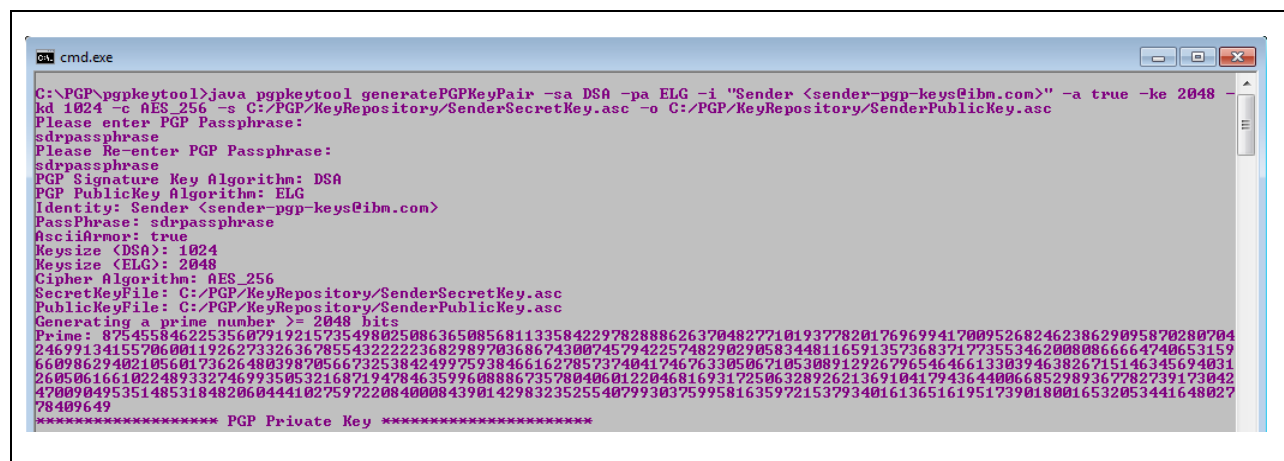 cmd.exe
C:\PGP\pgpkeytool>java pgpkeytool generatePGPKeyPair -sa DSA -pa ELG -i "Sender <sender-pgp-keys@ibm.com>" -a true -ke 2048 -
kd 1024 -c AES_256 -s C:/PGP/KeyRepository/SenderSecretKey.asc -o C:/PGP/KeyRepository/SenderPublicKey.asc
Please enter PGP Passphrase:
sdrpassphrase
Please Re-enter PGP Passphrase:
sdrpassphrase
PGP Signature Key Algorithm: DSA
PGP PublicKey Algorithm: ELG
Identity: Sender <sender-pgp-keys@ibm.com>
PassPhrase: sdrpassphrase
AsciiArmor: true
Keysize (DSA): 1024
Keysize (ELG): 2048
Cipher Algorithm: AES_256
SecretKeyFile: C:/PGP/KeyRepository/SenderSecretKey.asc
PublicKeyFile: C:/PGP/KeyRepository/SenderPublicKey.asc
Generating a prime number >= 2048 bits
Prime:
78409649
******************* PGP Private Key ************************